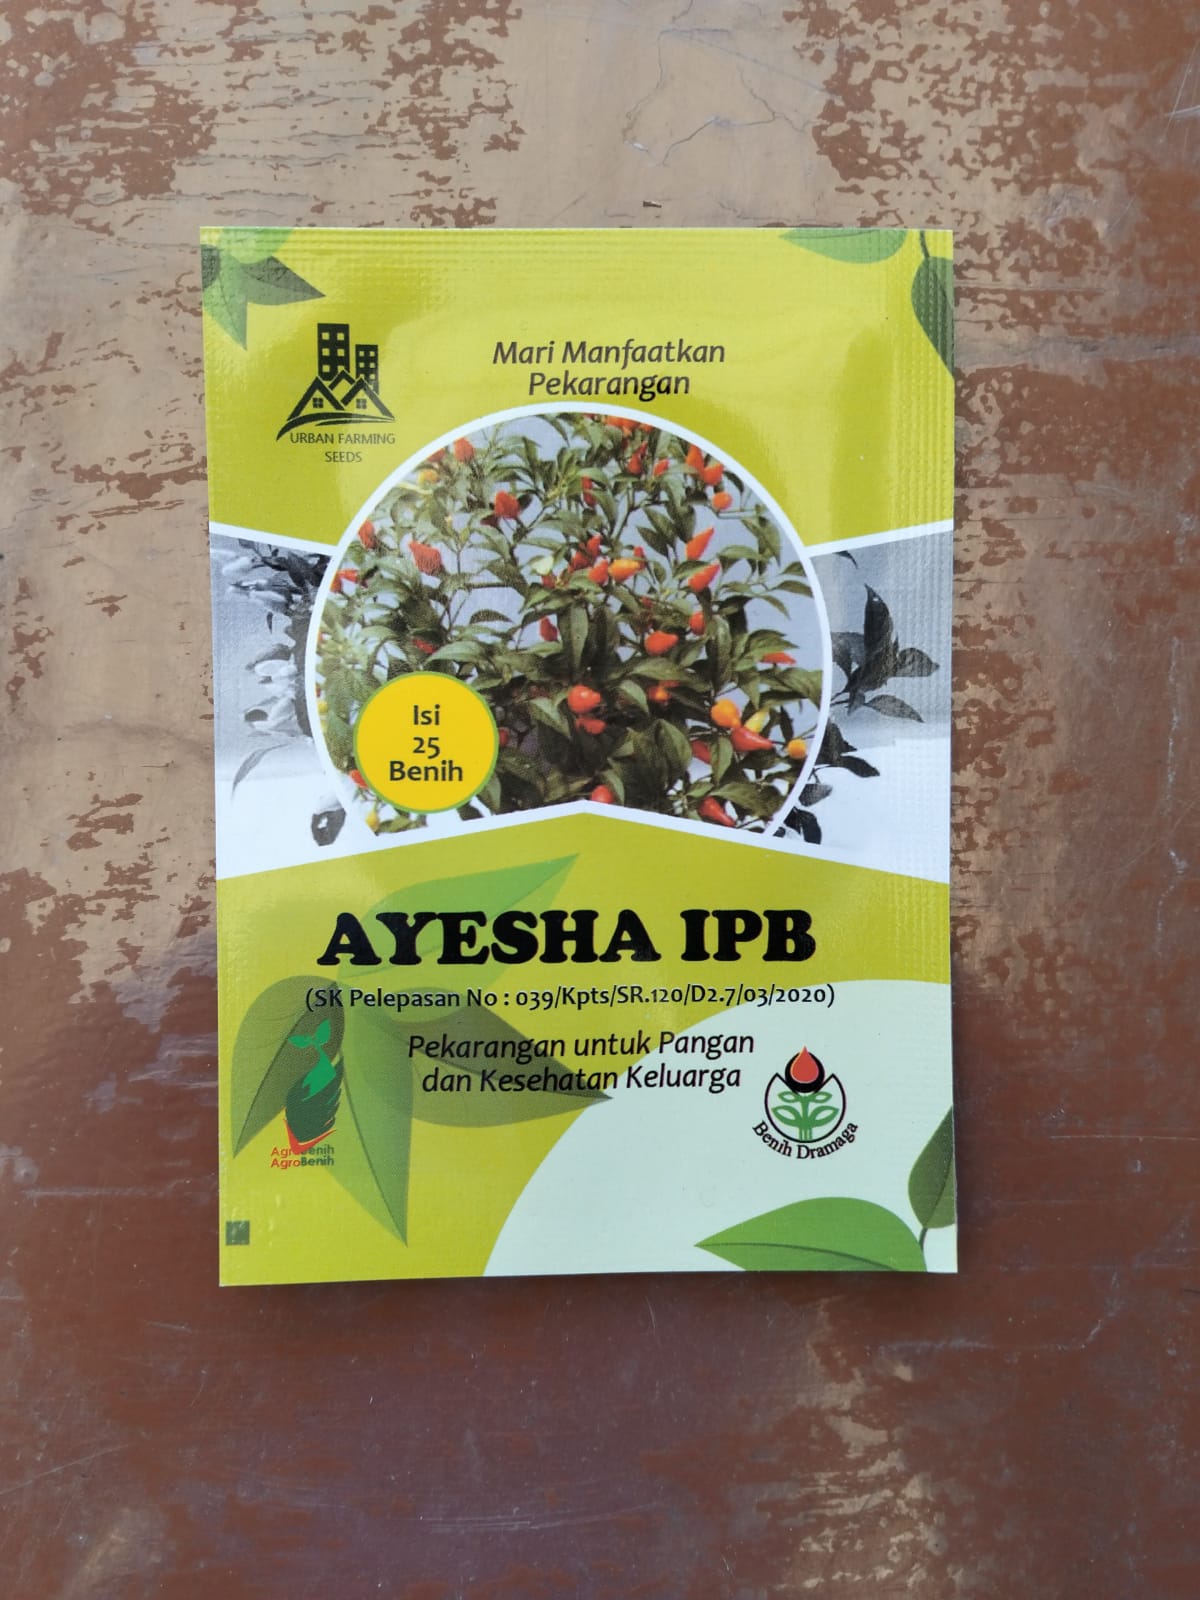 Mari Manfaatkan
Pekarangan
URBAN FARMING
SEEDS
Isi
25
Benih
AYESHA IPB
(SK Pelepasan No : 039/Kpts/SR.120/D2.7/03/2020)
Pekarangan untuk Pangan
dan Kesehatan Keluarga
AgroBenih
AgroBenih
Benih Dramaga